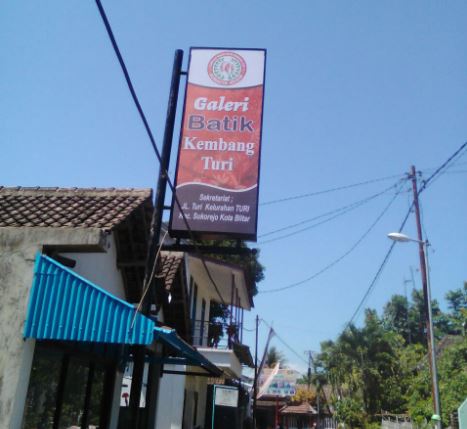 Galeri
Batik
Kembang
Turi
Sekretariat ;
JL. Turi Kelurahan TURI
Kec. Sukorejo Kota Blitar